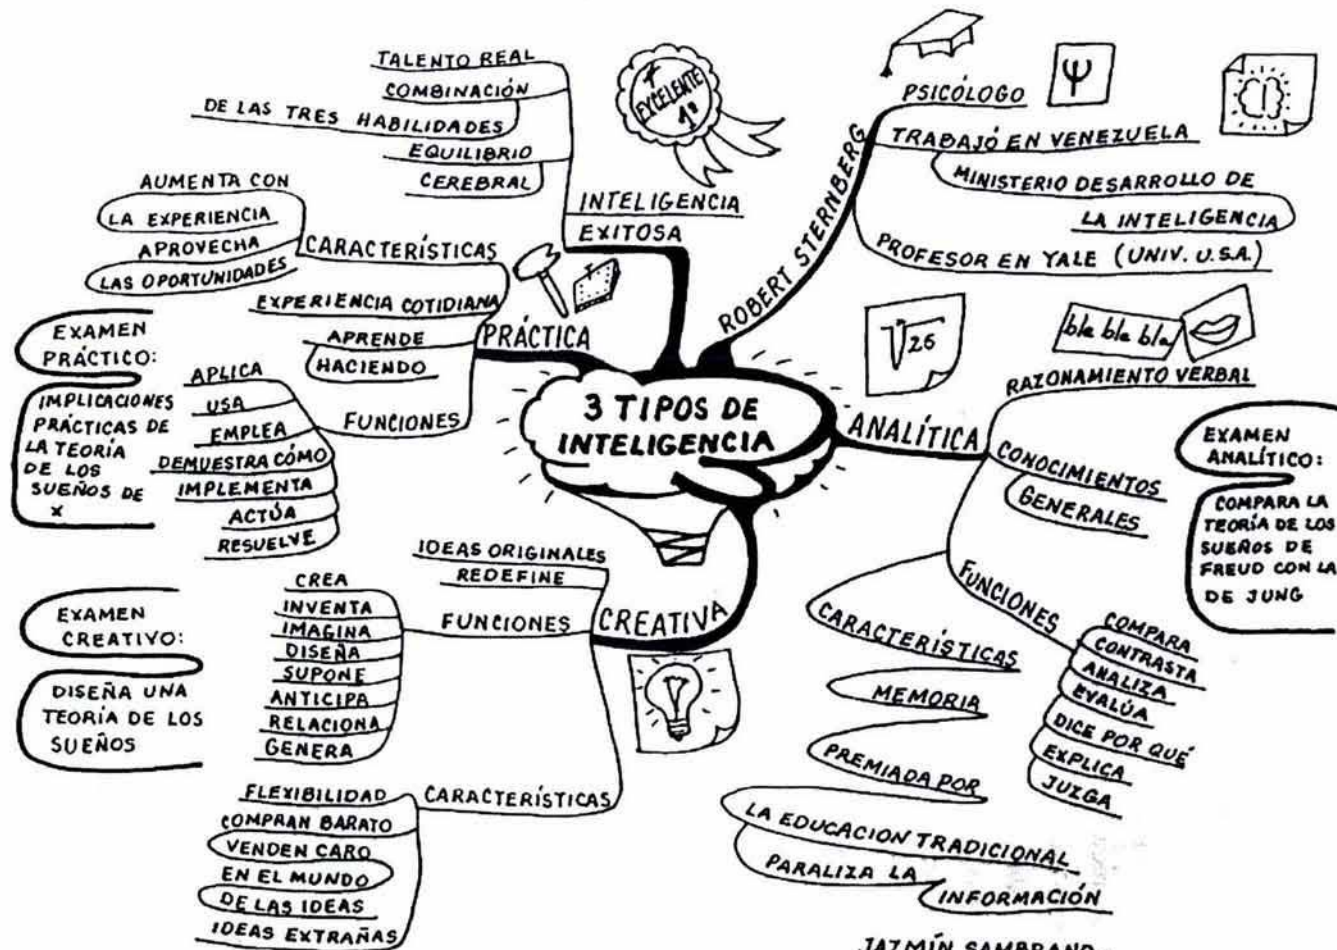 3 TIPOS DE
INTELIGENCIA
ROBERT STERNBERG
PSICÓLOGO
Ψ
TRABAJÓ EN VENEZUELA
MINISTERIO DESARROLLO DE
LA INTELIGENCIA
PROFESOR EN YALE (UNIV. U.S.A.)
ANALÍTICA
√26
bla bla bla
RAZONAMIENTO VERBAL
CONOCIMIENTOS
GENERALES
FUNCIONES
COMPARA
CONTRASTA
ANALIZA
EVALÚA
DICE POR QUÉ
EXPLICA
JUZGA
CARACTERÍSTICAS
MEMORIA
PREMIADA POR
LA EDUCACION TRADICIONAL
PARALIZA LA
INFORMACIÓN
EXAMEN
ANALÍTICO:
COMPARA LA
TEORÍA DE LOS
SUEÑOS DE
FREUD CON LA
DE JUNG
CREATIVA
IDEAS ORIGINALES
REDEFINE
FUNCIONES
CREA
INVENTA
IMAGINA
DISEÑA
SUPONE
ANTICIPA
RELACIONA
GENERA
CARACTERÍSTICAS
FLEXIBILIDAD
COMPRAN BARATO
VENDEN CARO
EN EL MUNDO
DE LAS IDEAS
IDEAS EXTRAÑAS
EXAMEN
CREATIVO:
DISEÑA UNA
TEORÍA DE LOS
SUEÑOS
PRÁCTICA
CARACTERÍSTICAS
AUMENTA CON
LA EXPERIENCIA
APROVECHA
LAS OPORTUNIDADES
EXPERIENCIA COTIDIANA
APRENDE
HACIENDO
FUNCIONES
APLICA
USA
EMPLEA
DEMUESTRA CÓMO
IMPLEMENTA
ACTÚA
RESUELVE
EXAMEN
PRÁCTICO:
IMPLICACIONES
PRÁCTICAS DE
LA TEORÍA
DE LOS
SUEÑOS DE
X
INTELIGENCIA
EXITOSA
TALENTO REAL
COMBINACIÓN
DE LAS TRES HABILIDADES
EQUILIBRIO
CEREBRAL
EXCELENTE
1º
JAZMÍN SAMBRANO